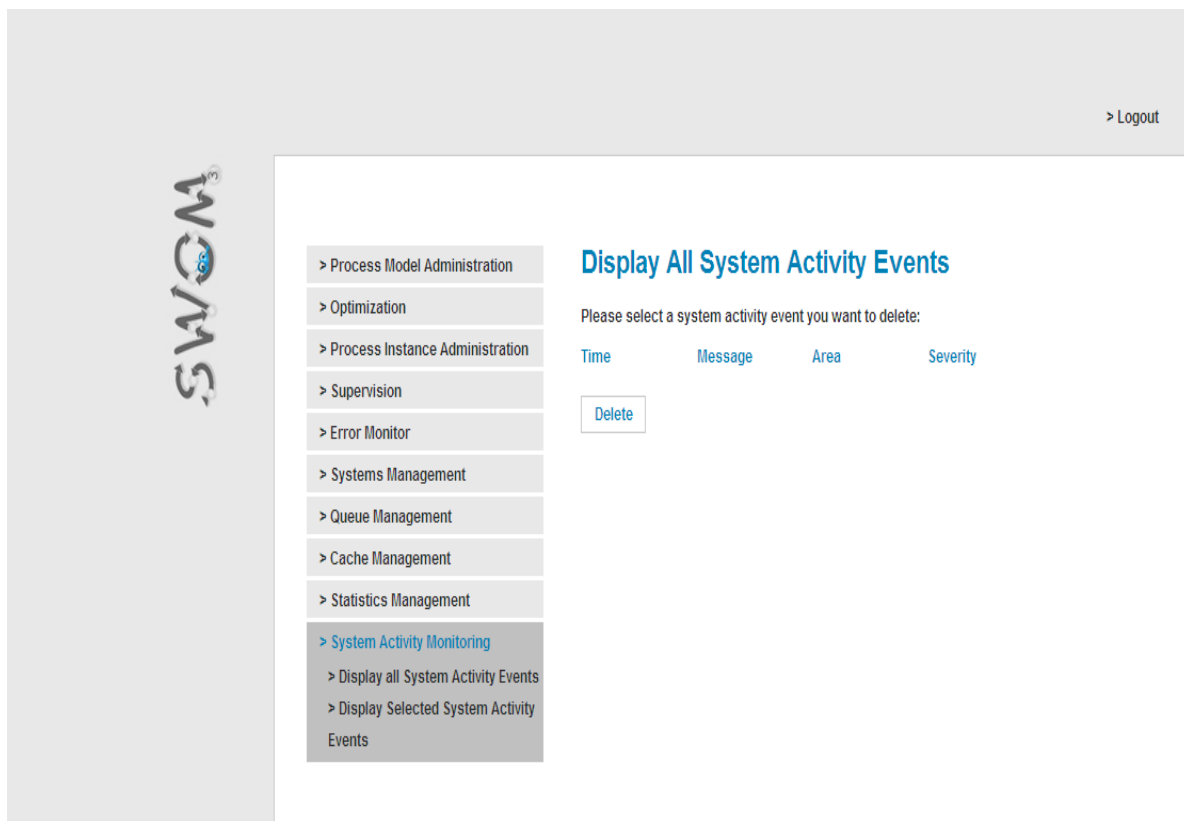 > Logout
SWOM
3
> Process Model Administration
> Optimization
> Process Instance Administration
> Supervision
> Error Monitor
> Systems Management
> Queue Management
> Cache Management
> Statistics Management
> System Activity Monitoring
> Display all System Activity Events
> Display Selected System Activity
Events
Display All System Activity Events
Please select a system activity event you want to delete:
Time Message Area Severity
Delete